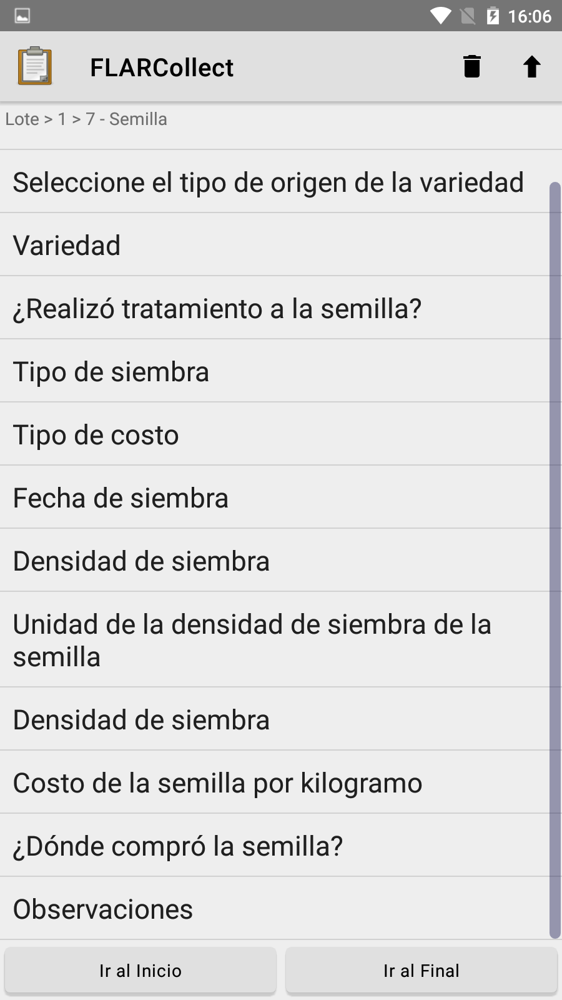 16:06
FLARCollect
Lote > 1 > 7 - Semilla
Seleccione el tipo de origen de la variedad
Variedad
¿Realizó tratamiento a la semilla?
Tipo de siembra
Tipo de costo
Fecha de siembra
Densidad de siembra
Unidad de la densidad de siembra de la
semilla
Densidad de siembra
Costo de la semilla por kilogramo
¿Dónde compró la semilla?
Observaciones
Ir al Inicio
Ir al Final